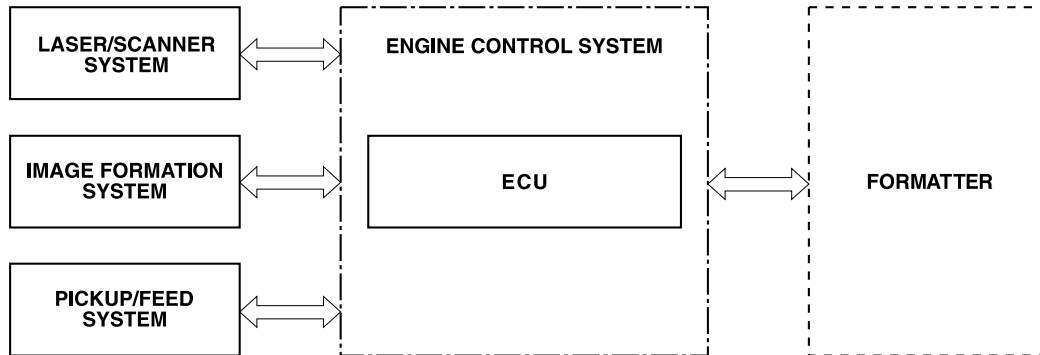 LASER/SCANNER
SYSTEM
ENGINE CONTROL SYSTEM
IMAGE FORMATION
SYSTEM
ECU
FORMATTER
PICKUP/FEED
SYSTEM